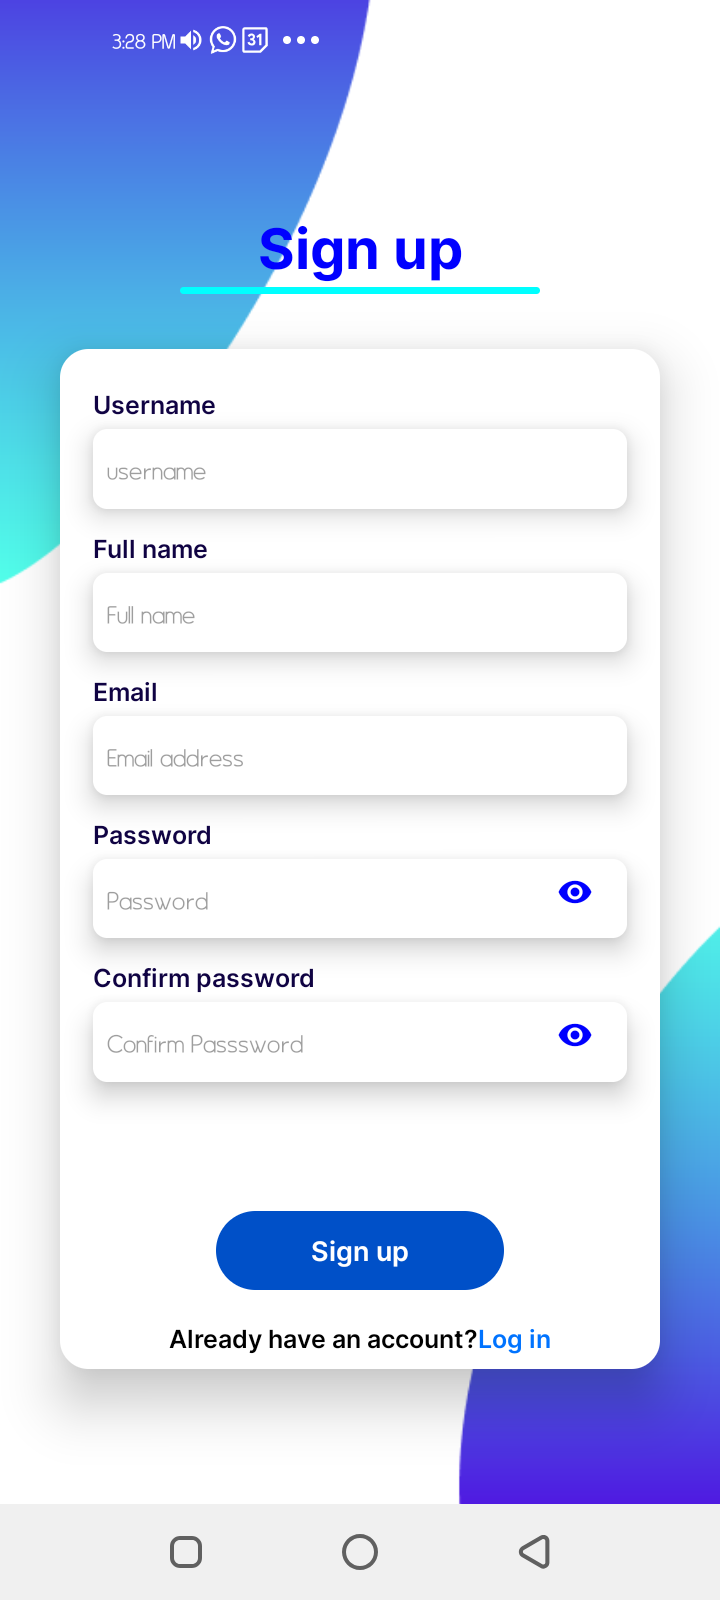 3:28 PM 31
Sign up
Username
username
Full name
Full name
Email
Email address
Password
Password
Confirm password
Confirm Passsword
Sign up
Already have an account?Log in